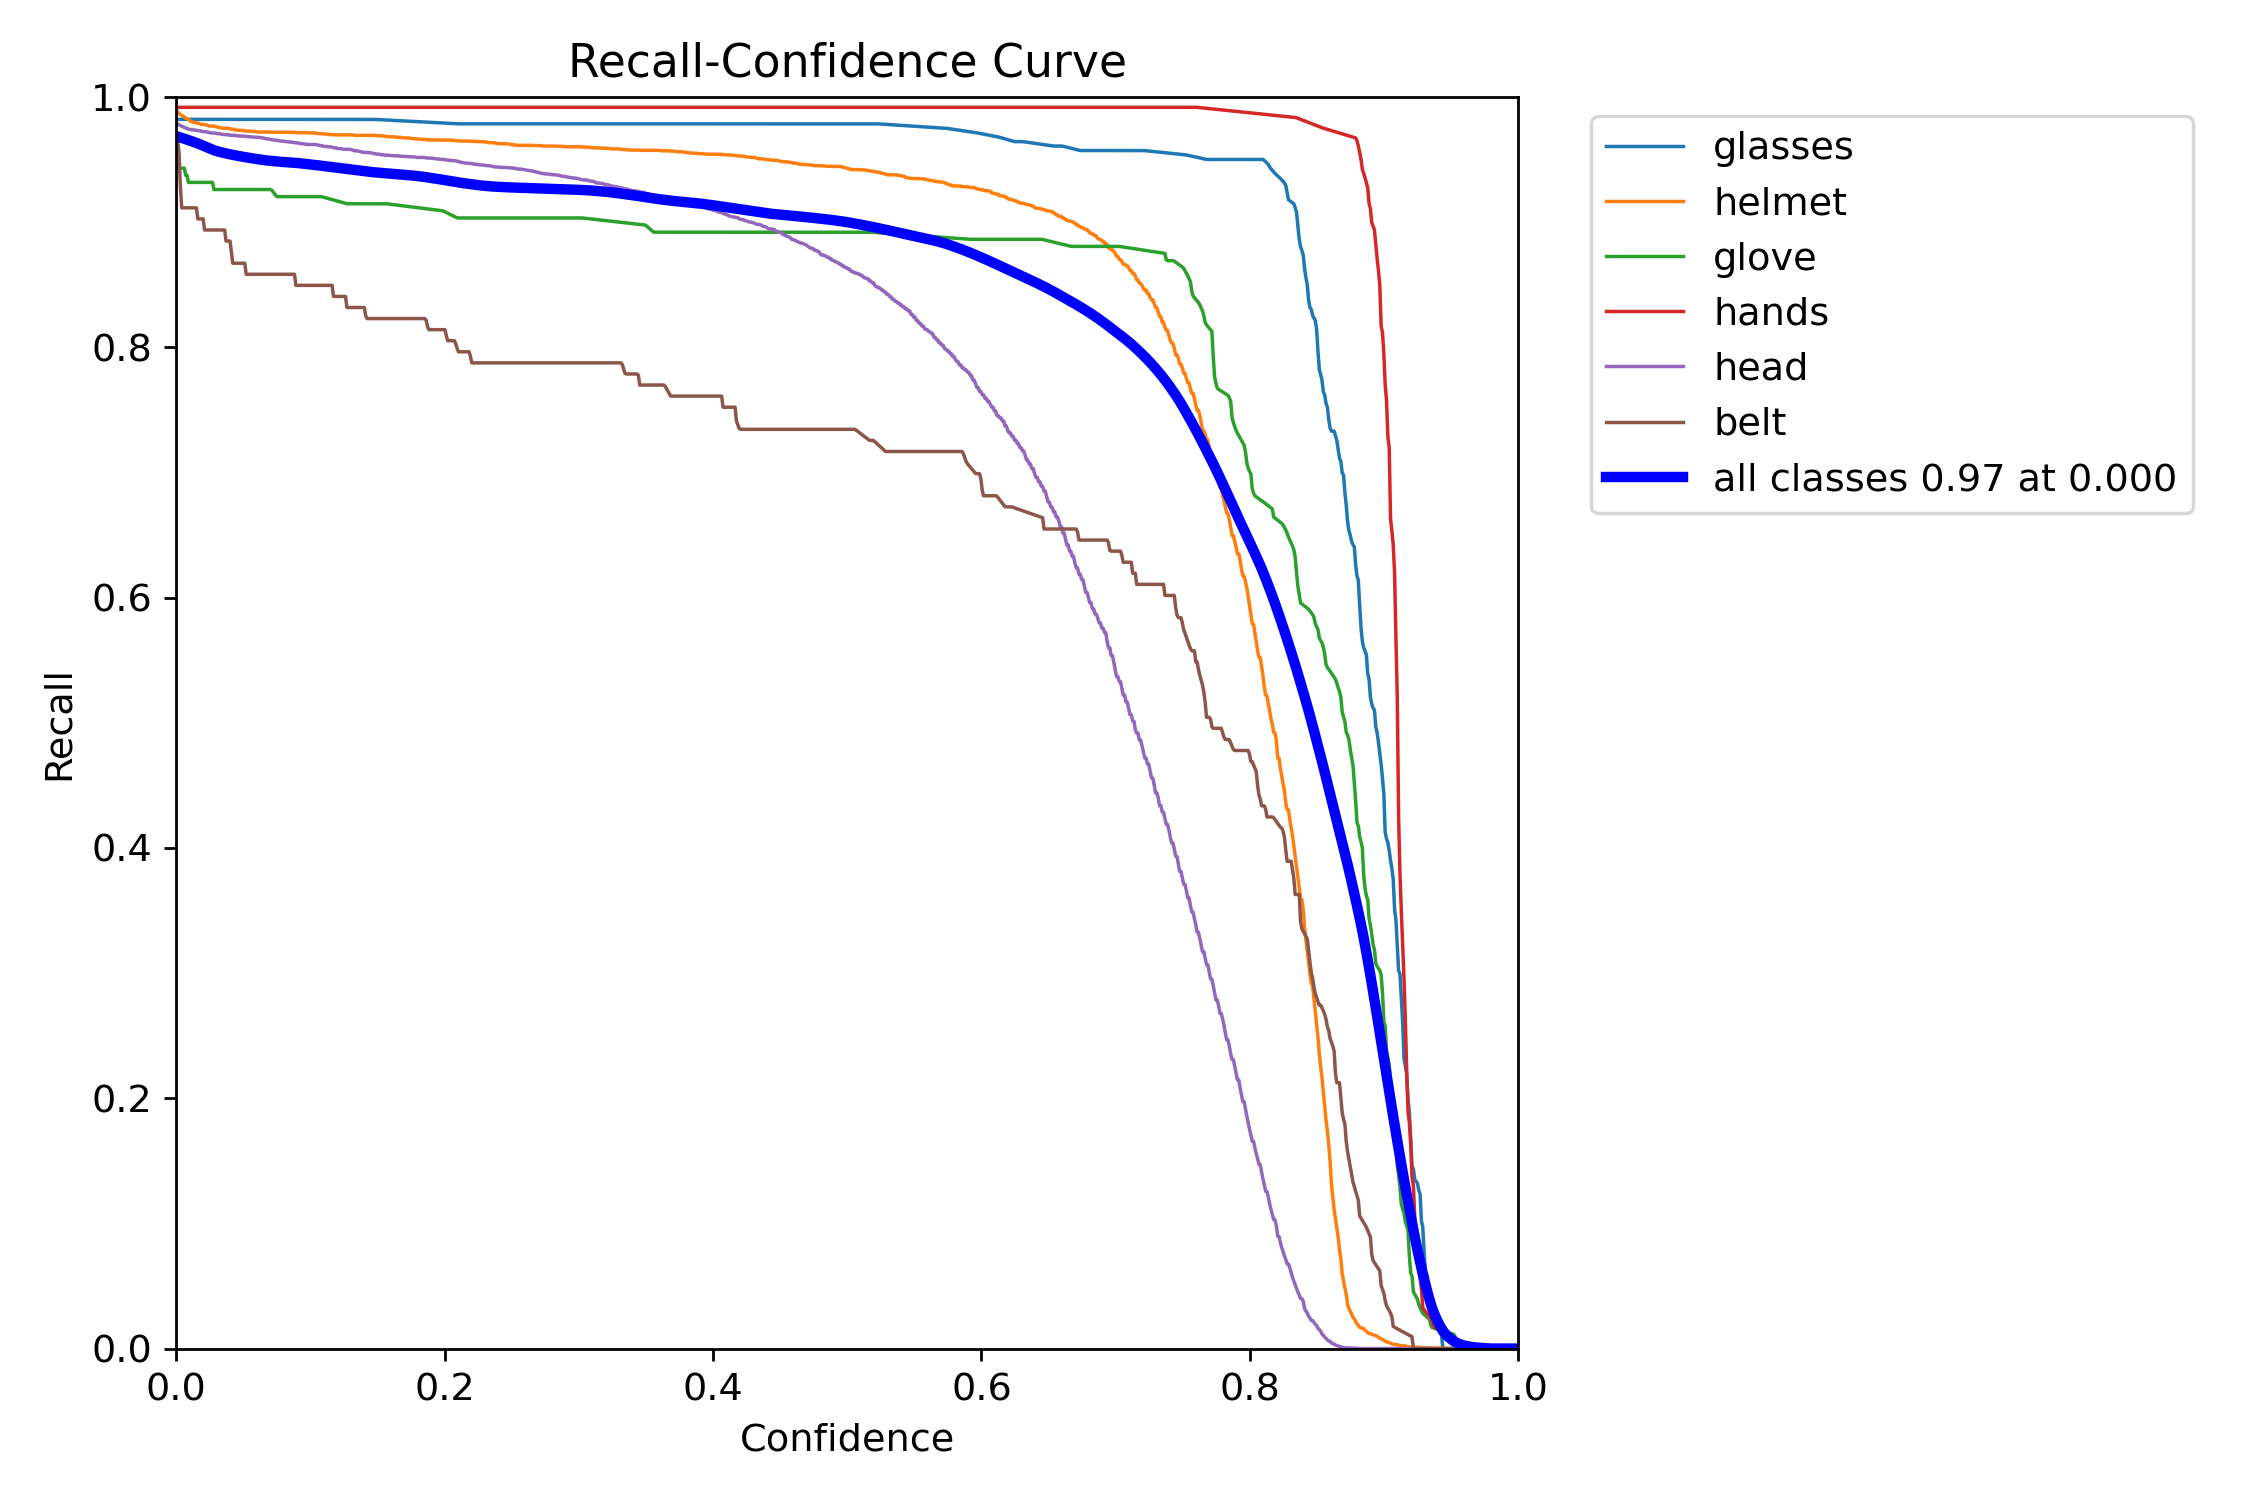 Recall-Confidence Curve
1.0
0.8
0.6
0.4
0.2
0.0
Recall
0.0 0.2 0.4 0.6 0.8 1.0
Confidence
glasses
helmet
glove
hands
head
belt
all classes 0.97 at 0.000